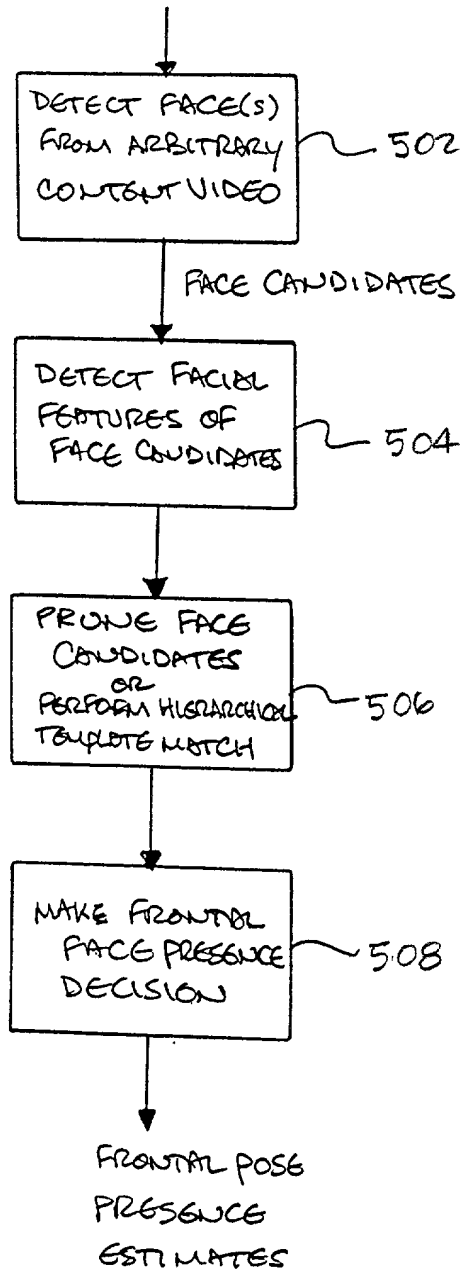 DETECT FACE(S)
FROM ARBITRARY
CONTENT VIDEO
502
FACE CANDIDATES
DETECT FACIAL
FEATURES OF
FACE CANDIDATES
504
PRUNE FACE
CANDIDATES
OR
PERFORM HIERARCHICAL
TEMPLATE MATCH
506
MAKE FRONTAL
FACE PRESENCE
DECISION
508
FRONTAL POSE
PRESENCE
ESTIMATES